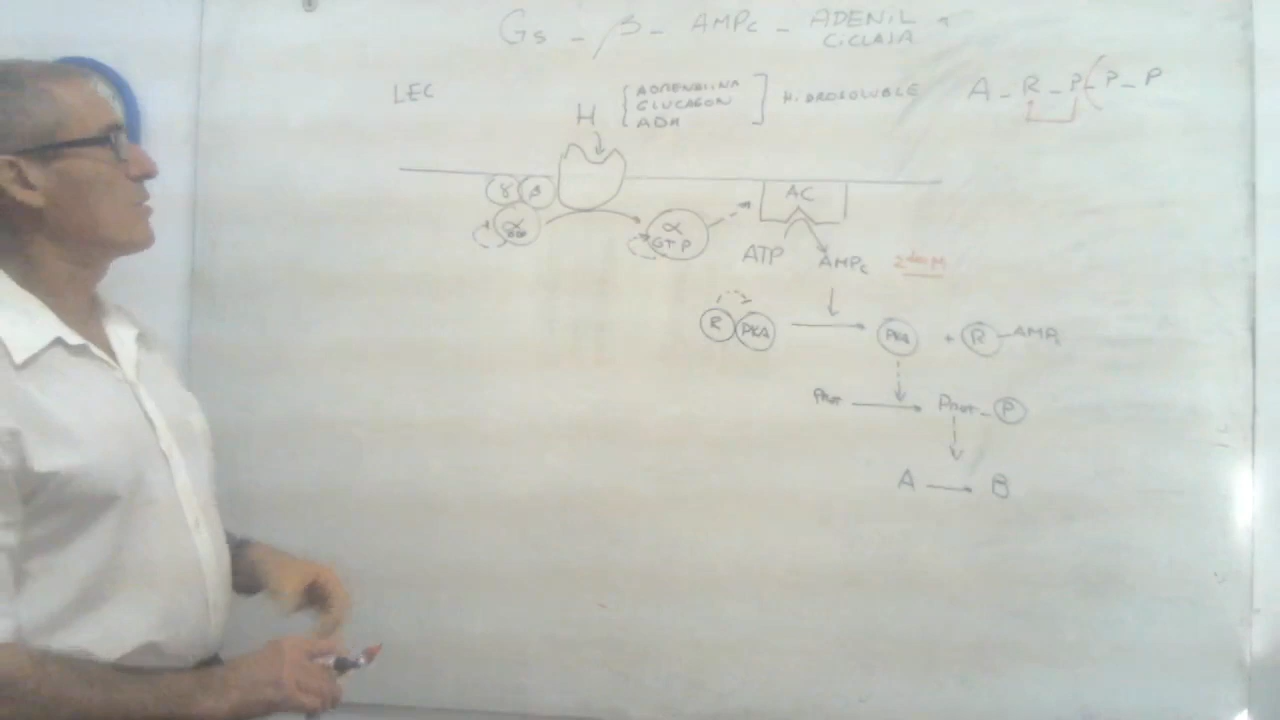 Gs - β - AMPc - ADENIL
CICLASA
LEC
H
ADRENALINA
GLUCAGON
ADH
HIDROSOLUBLE
A - R - P - P - P
γ β
α
α
GTP
AC
ATP
AMPc
2do M
R PKA
PKA + R - AMPc
Prot
Prot - P
A → B